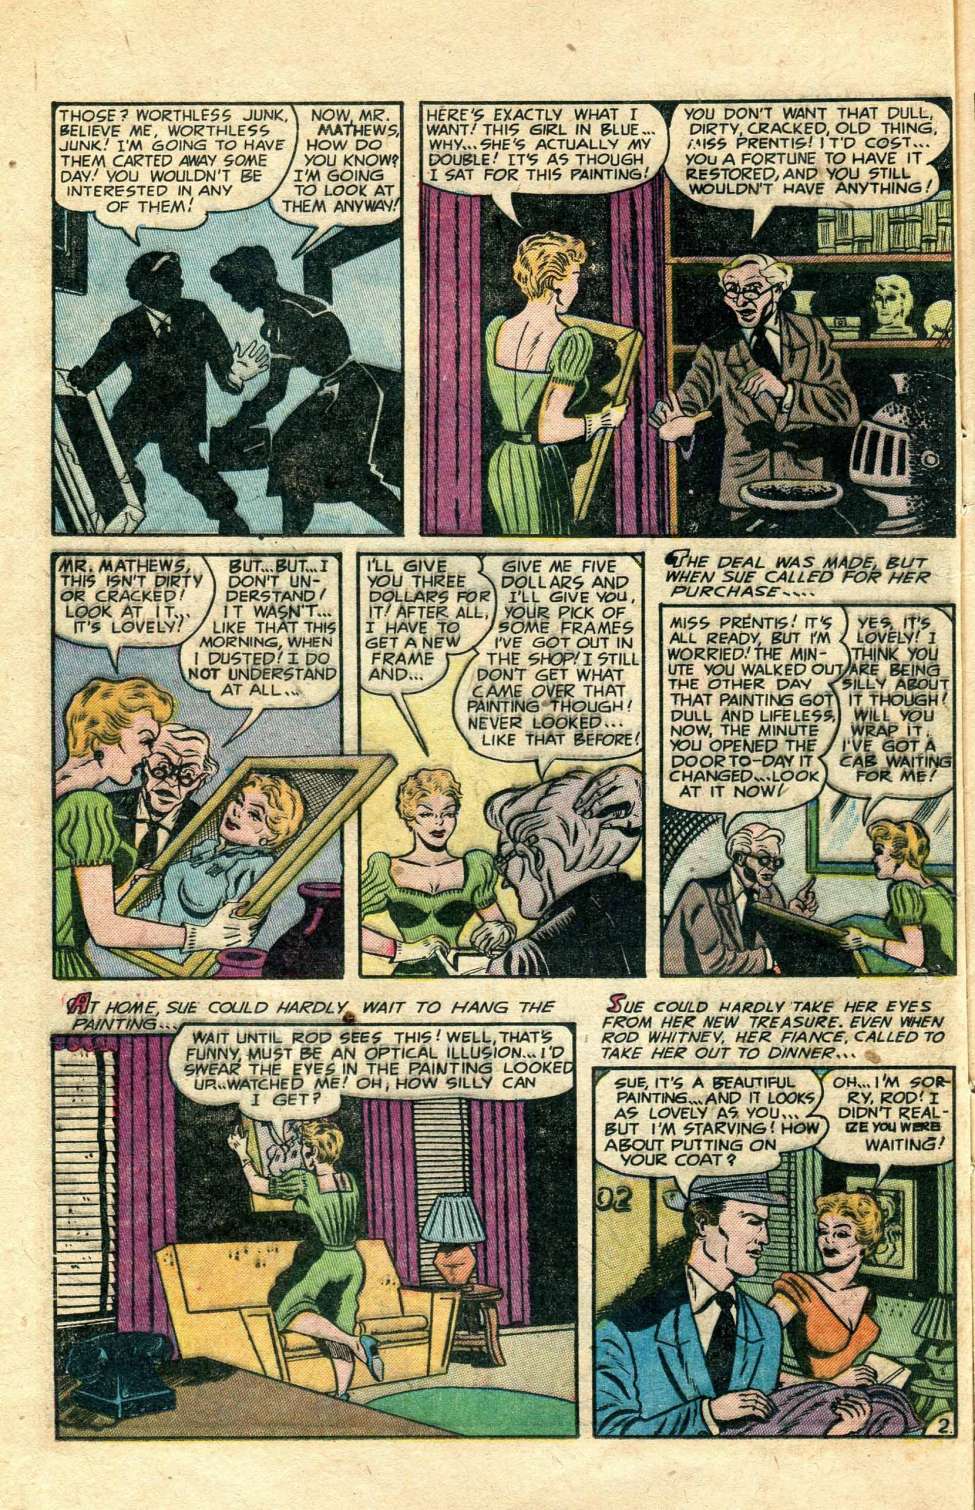 THOSE? WORTHLESS JUNK,
BELIEVE ME, WORTHLESS
JUNK! I'M GOING TO HAVE
THEM CARTED AWAY SOME
DAY! YOU WOULDN'T BE
INTERESTED IN ANY
OF THEM!
NOW, MR.
MATHEWS,
HOW DO
YOU KNOW?
I'M GOING
TO LOOK AT
THEM ANYWAY!
HERE'S EXACTLY WHAT I
WANT! THIS GIRL IN BLUE...
WHY... SHE'S ACTUALLY MY
DOUBLE! IT'S AS THOUGH
I SAT FOR THIS PAINTING!
YOU DON'T WANT THAT DULL,
DIRTY, CRACKED, OLD THING,
MISS PRENTIS! IT'D COST...
YOU A FORTUNE TO HAVE IT
RESTORED, AND YOU STILL
WOULDN'T HAVE ANYTHING!
MR. MATHEWS,
THIS ISN'T DIRTY
OR CRACKED!
LOOK AT IT...
IT'S LOVELY!
BUT...BUT...I
DON'T UN-
DERSTAND!
IT WASN'T...
LIKE THAT THIS
MORNING, WHEN
I DUSTED! I DO
NOT UNDERSTAND
AT ALL...
I'LL GIVE
YOU THREE
DOLLARS FOR
IT! AFTER ALL,
I HAVE TO
GET A NEW
FRAME
AND...
GIVE ME FIVE
DOLLARS AND
I'LL GIVE YOU,
YOUR PICK OF
SOME FRAMES
I'VE GOT OUT IN
THE SHOP! I STILL
DON'T GET WHAT
CAME OVER THAT
PAINTING THOUGH!
NEVER LOOKED...
LIKE THAT BEFORE!
THE DEAL WAS MADE, BUT
WHEN SUE CALLED FOR HER
PURCHASE....
MISS PRENTIS! IT'S
ALL READY, BUT I'M
WORRIED! THE MIN-
UTE YOU WALKED OUT
THE OTHER DAY
THAT PAINTING GOT
DULL AND LIFELESS,
NOW, THE MINUTE
YOU OPENED THE
DOOR TO-DAY IT
CHANGED...LOOK
AT IT NOW!
YES, IT'S
LOVELY! I
THINK YOU
ARE BEING
SILLY ABOUT
IT THOUGH!
WILL YOU
WRAP IT.
I'VE GOT A
CAB WAITING
FOR ME!
AT HOME, SUE COULD HARDLY WAIT TO HANG THE
PAINTING...
WAIT UNTIL ROD SEES THIS! WELL, THAT'S
FUNNY, MUST BE AN OPTICAL ILLUSION...I'D
SWEAR THE EYES IN THE PAINTING LOOKED
UP...WATCHED ME! OH, HOW SILLY CAN
I GET?
SUE COULD HARDLY TAKE HER EYES
FROM HER NEW TREASURE. EVEN WHEN
ROD WHITNEY, HER FIANCE, CALLED TO
TAKE HER OUT TO DINNER...
SUE, IT'S A BEAUTIFUL
PAINTING...AND IT LOOKS
AS LOVELY AS YOU...
BUT I'M STARVING! HOW
ABOUT PUTTING ON
YOUR COAT?
OH...I'M SOR-
RY, ROD! I
DIDN'T REAL-
IZE YOU WERE
WAITING!
02
2